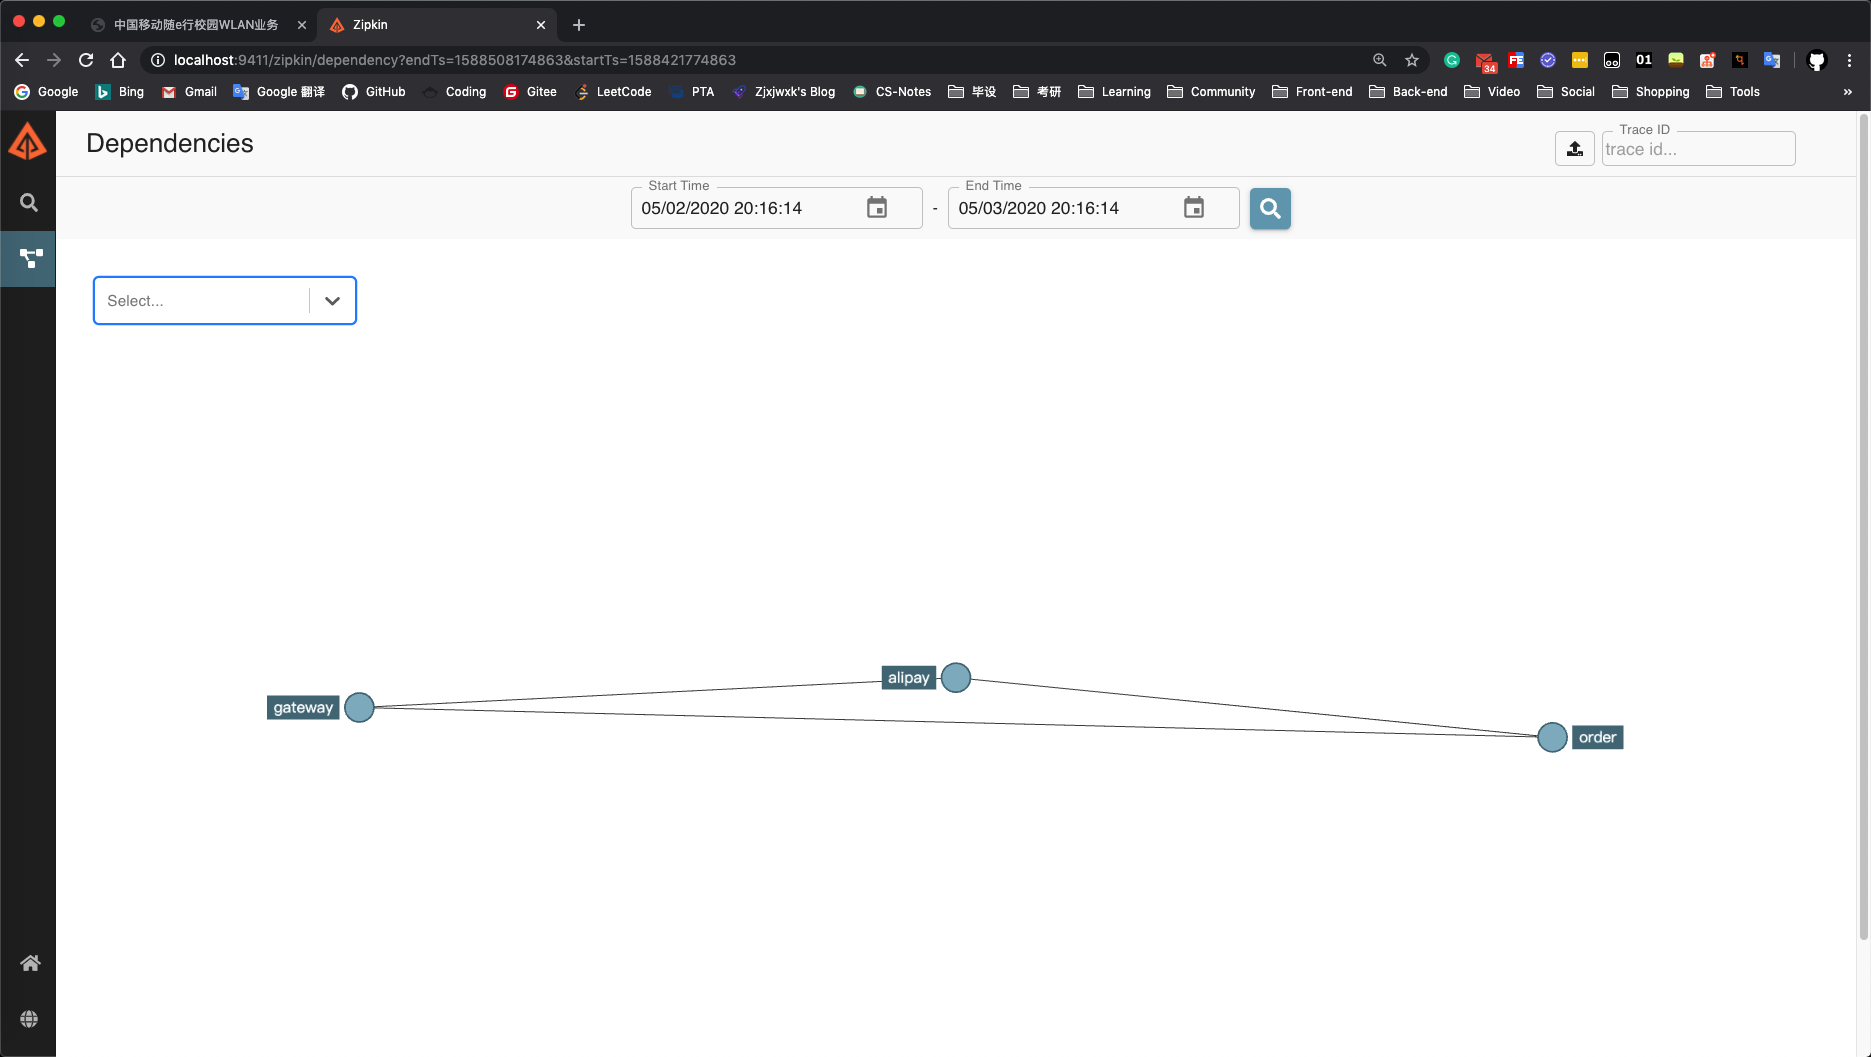 中国移动随e行校园WLAN业务
Zipkin
localhost:9411/zipkin/dependency?endTs=1588508174863&startTs=1588421774863
34
FE
01
Google
Bing
Gmail
Google 翻译
GitHub
Coding
Gitee
LeetCode
PTA
Zjxjwxk's Blog
CS-Notes
毕设
考研
Learning
Community
Front-end
Back-end
Video
Social
Shopping
Tools
»
Dependencies
Trace ID
trace id...
Start Time
05/02/2020 20:16:14
-
End Time
05/03/2020 20:16:14
Select...
alipay
gateway
order